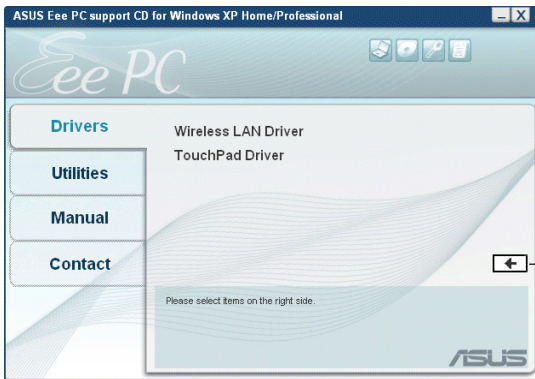 ASUS Eee PC support CD for Windows XP Home/Professional
Eee PC
Drivers
Wireless LAN Driver
TouchPad Driver
Utilities
Manual
Contact
Please select items on the right side.
ASUS